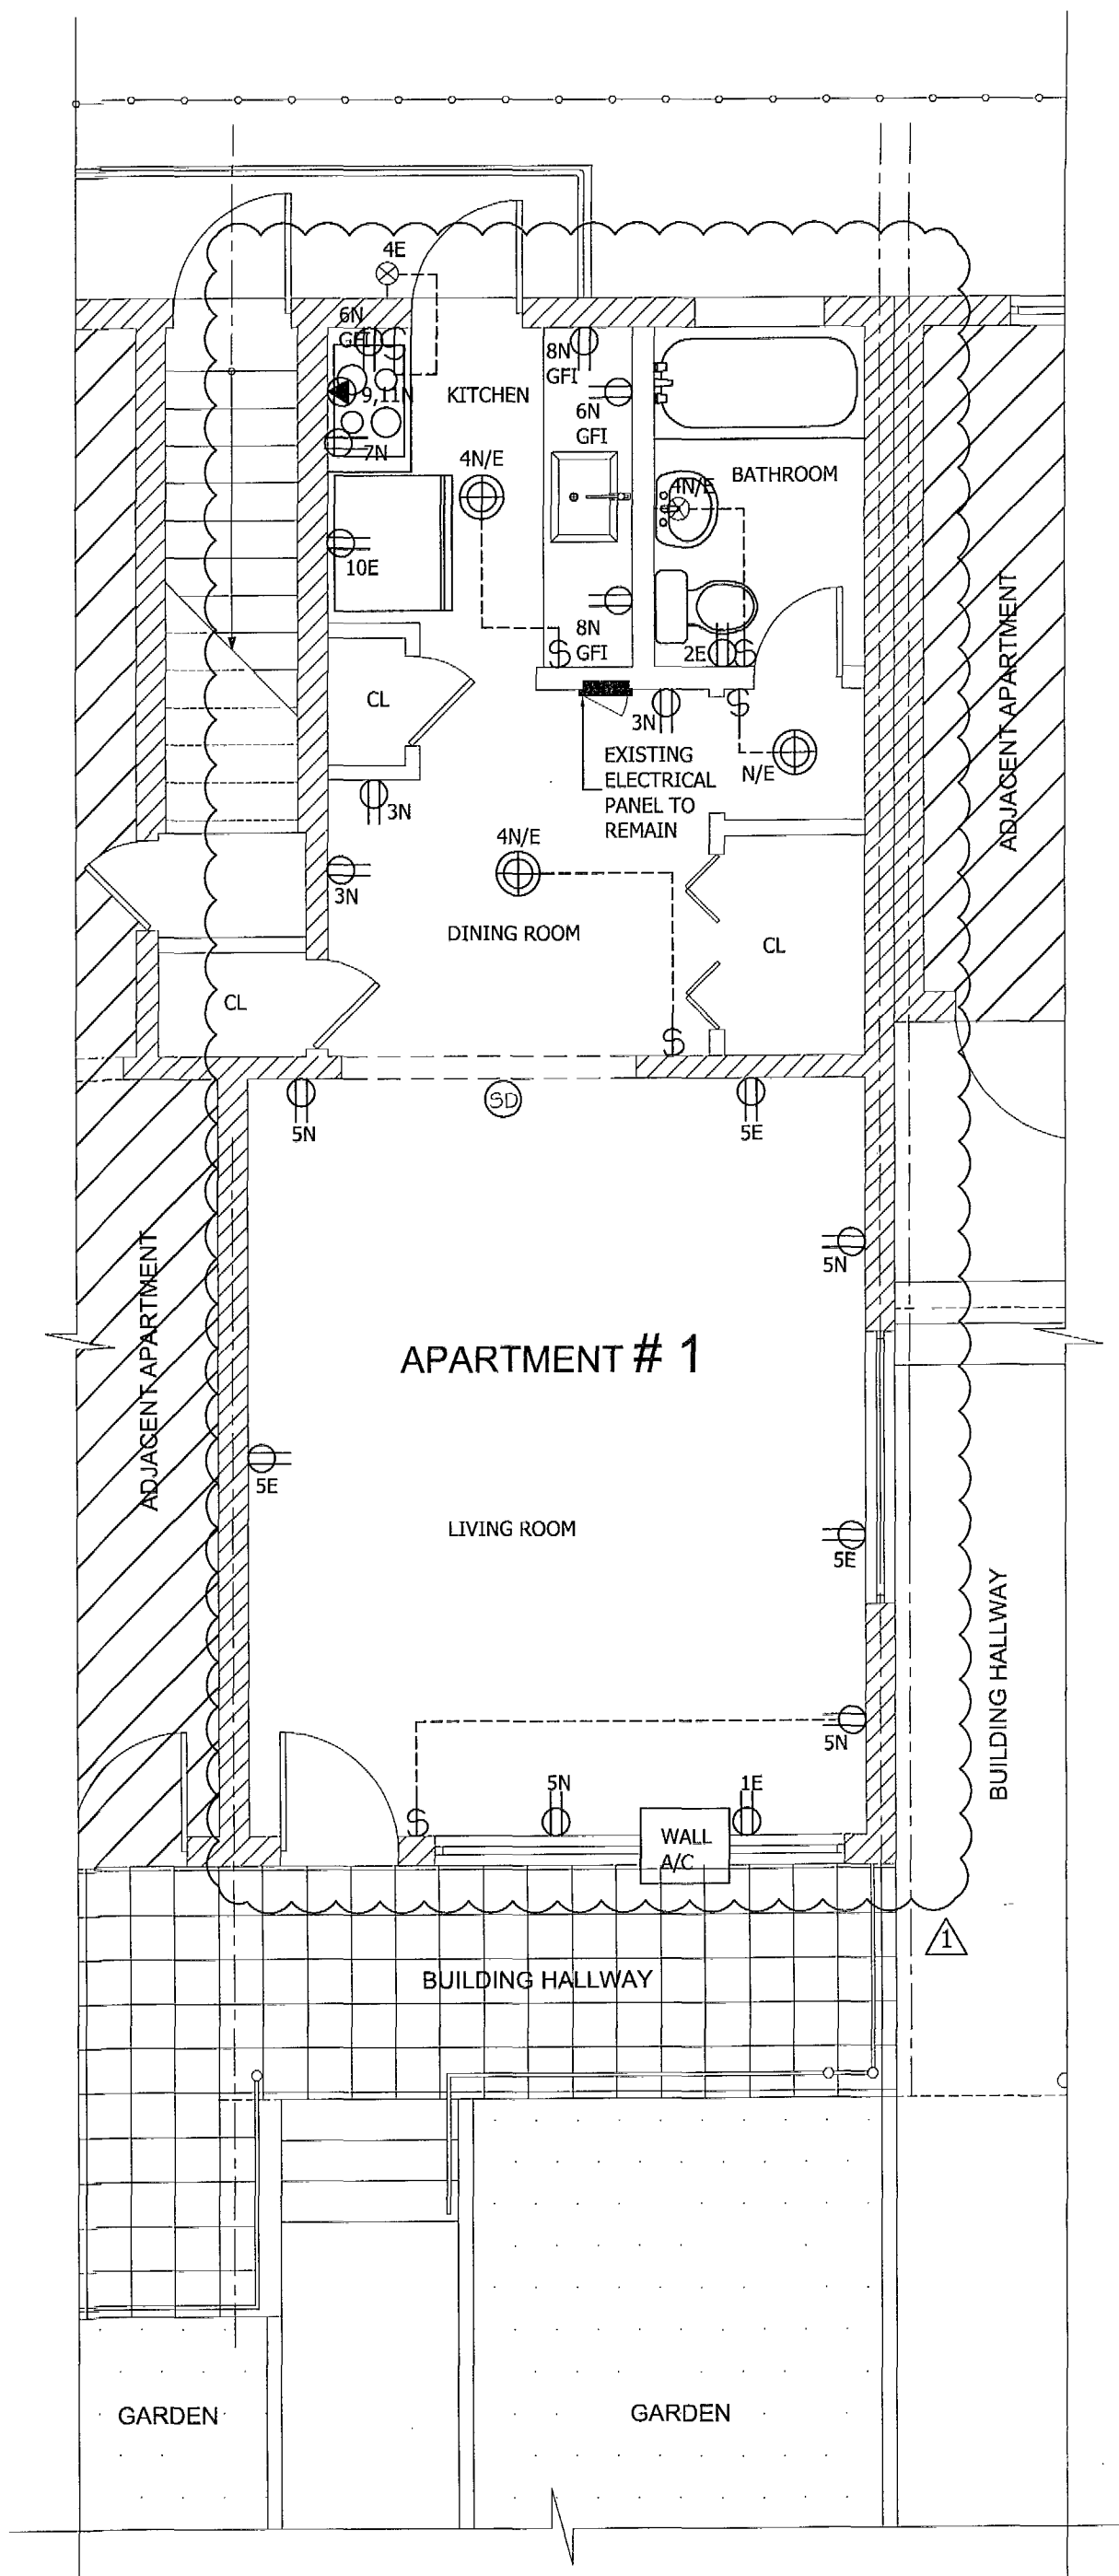 4E
6N
GFI
S
8N
GFI
9,11N
KITCHEN
6N
GFI
7N
4N/E
4N/E
BATHROOM
10E
8N
GFI
S
2E
S
CL
3N
S
EXISTING
ELECTRICAL
PANEL TO
REMAIN
N/E
ADJACENT APARTMENT
3N
4N/E
3N
DINING ROOM
CL
CL
S
SD
5N
5E
5N
ADJACENT APARTMENT
APARTMENT # 1
5E
LIVING ROOM
5E
BUILDING HALLWAY
5N
5N
1E
S
WALL
A/C
1
BUILDING HALLWAY
GARDEN
GARDEN